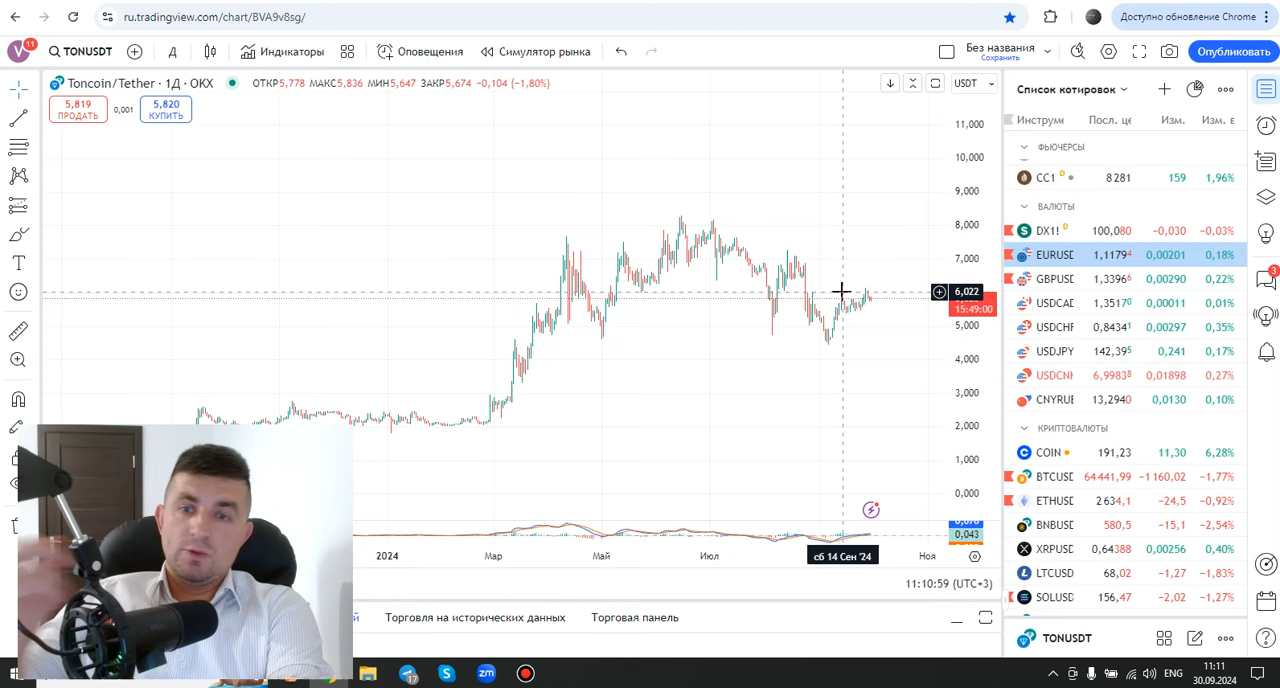 ru.tradingview.com/chart/BVA9v8sg/
Доступно обновление Chrome
V 11
TONUSDT
Д
Индикаторы
Оповещения
Симулятор рынка
Без названия
Сохранить
Опубликовать
Toncoin/Tether · 1Д · OKX
ОТКР5,778 МАКС5,836 МИН5,647 ЗАКР5,674 −0,104 (−1,80%)
5,819
ПРОДАТЬ
0,001
5,820
КУПИТЬ
USDT
11,000
10,000
9,000
8,000
7,000
6,022
15:49:00
5,000
4,000
3,000
2,000
1,000
0,000
0,043
2024
Мар
Май
Июл
сб 14 Сен '24
Ноя
11:10:59 (UTC+3)
й
Торговля на исторических данных
Торговая панель
Список котировок
Инструме
Посл. це
Изм.
Изм. в
ФЬЮЧЕРСЫ
CC1 D 8 281 159 1,96%
ВАЛЮТЫ
DX1! D 100,080 −0,030 −0,03%
EURUSD 1,11794 0,00201 0,18%
GBPUSD 1,33966 0,00290 0,22%
USDCAD 1,35170 0,00011 0,01%
USDCHF 0,84341 0,00297 0,35%
USDJPY 142,395 0,241 0,17%
USDCNH 6,99838 0,01898 0,27%
CNYRUB 13,2940 0,0130 0,10%
КРИПТОВАЛЮТЫ
COIN 191,23 11,30 6,28%
BTCUSD 64 441,99 −1 160,02 −1,77%
ETHUSD 2 634,1 −24,5 −0,92%
BNBUSD 580,5 −15,1 −2,54%
XRPUSD 0,64388 0,00256 0,40%
LTCUSD 68,02 −1,27 −1,83%
SOLUSD 156,47 −2,02 −1,27%
TONUSDT
3
17
zm
ENG
11:11
30.09.2024